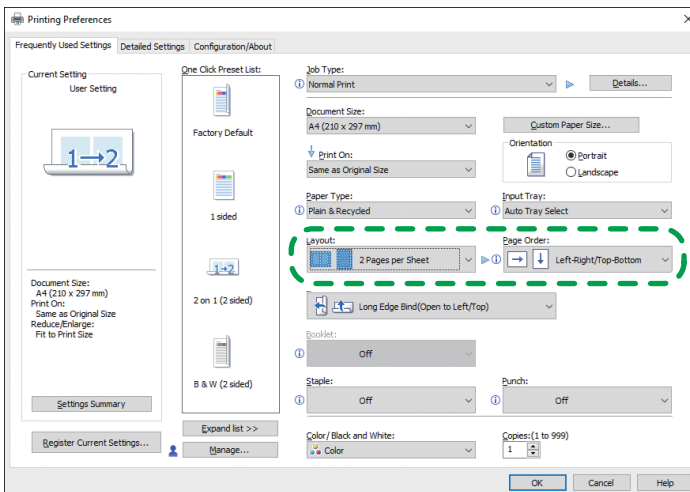 Printing Preferences
Frequently Used Settings
Detailed Settings
Configuration/About
Current Setting
User Setting
1→2
Document Size:
A4 (210 x 297 mm)
Print On:
Same as Original Size
Reduce/Enlarge:
Fit to Print Size
Settings Summary
Register Current Settings...
One Click Preset List:
Factory Default
1 sided
1→2
2 on 1 (2 sided)
B & W (2 sided)
Expand list >>
Manage...
Job Type:
Normal Print
Details...
Document Size:
A4 (210 x 297 mm)
Custom Paper Size...
Print On:
Same as Original Size
Orientation
Portrait
Landscape
Paper Type:
Plain & Recycled
Input Tray:
Auto Tray Select
Layout:
2 Pages per Sheet
Page Order:
Left-Right/Top-Bottom
Long Edge Bind(Open to Left/Top)
Booklet:
Off
Staple:
Off
Punch:
Off
Color/ Black and White:
Color
Copies:(1 to 999)
1
OK
Cancel
Help